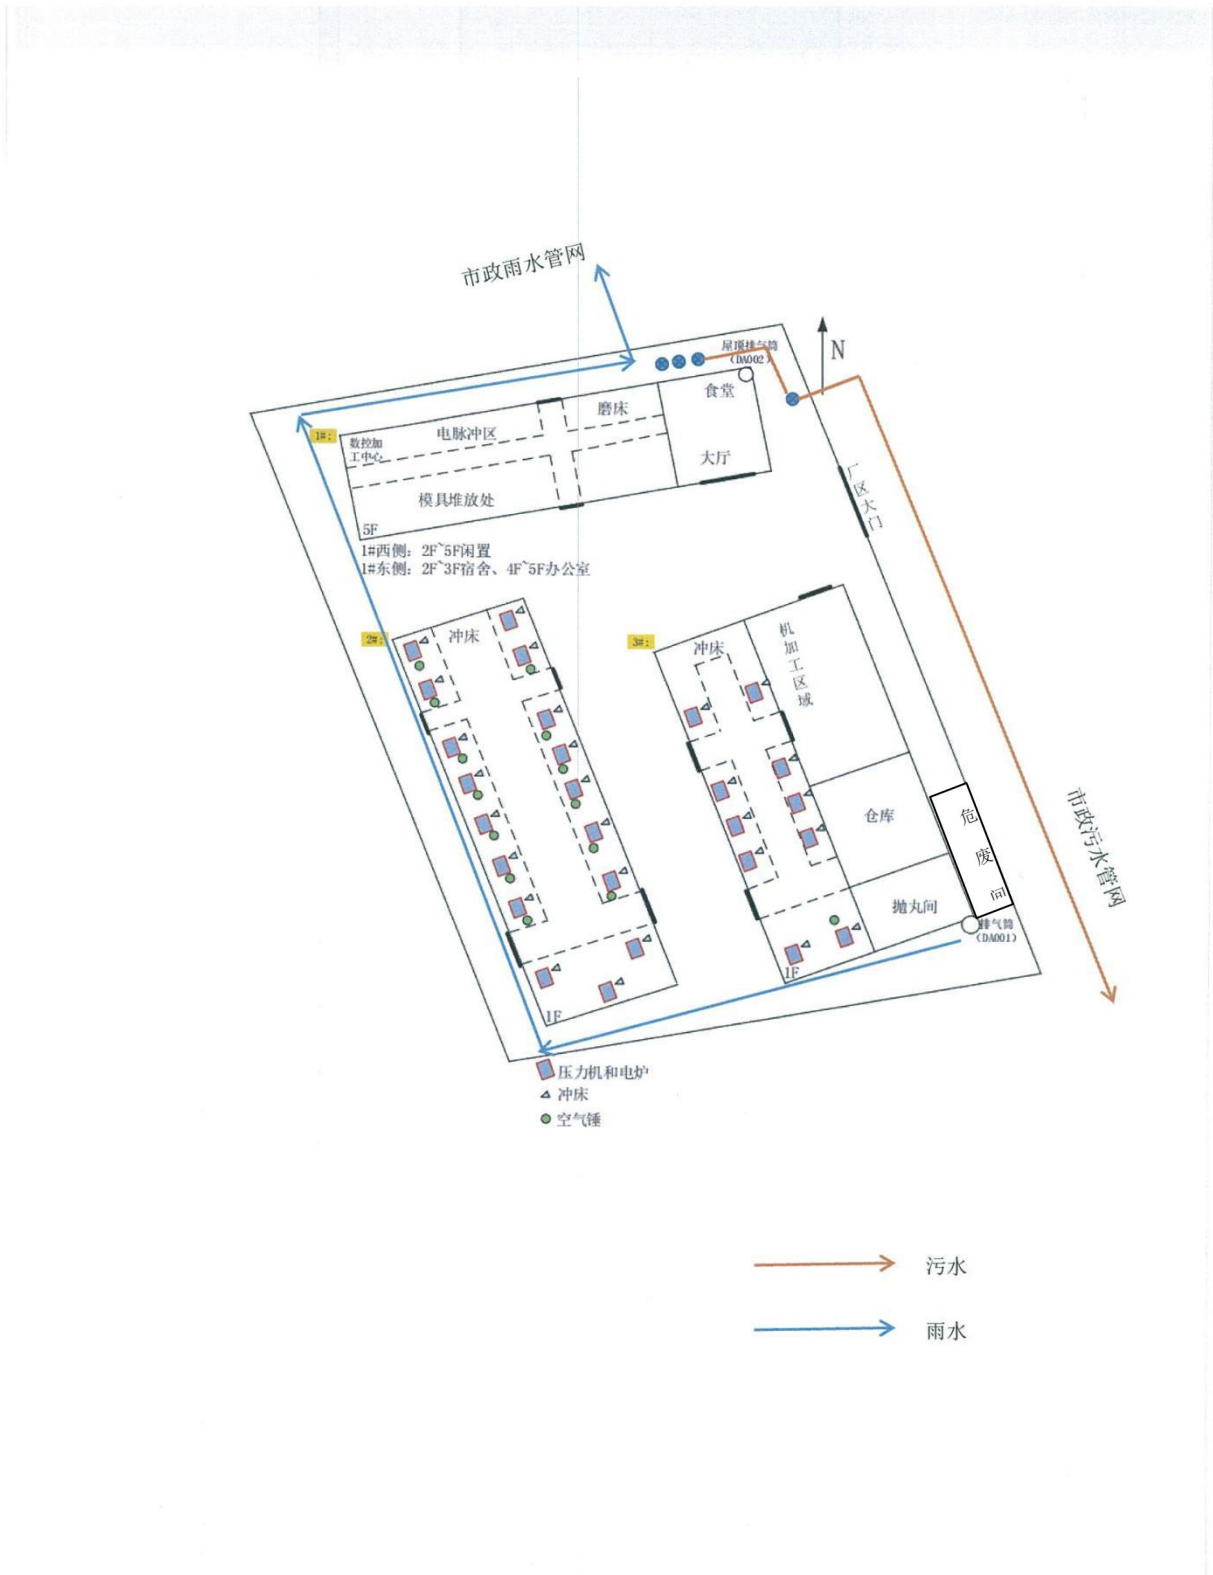 市政雨水管网
屋顶排气筒
(DA002)
N
食堂
磨床
1#:
电脉冲区
数控加
工中心
大厅
厂区大门
模具堆放处
5F
1#西侧：2F~5F闲置
1#东侧：2F~3F宿舍、4F~5F办公室
2#:
冲床
3#:
冲床
机加工区域
仓库
危废间
市政污水管网
抛丸间
排气筒
(DA001)
1F
1F
压力机和电炉
冲床
空气锤
污水
雨水